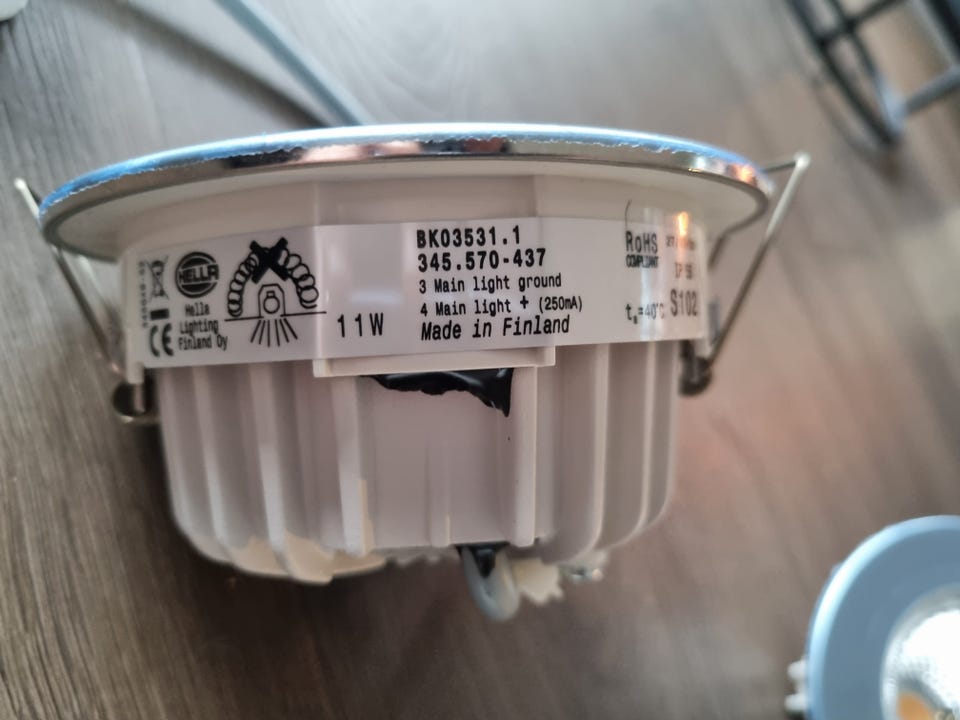 HELLA
Hella
Lighting
Finland Oy
CE
11W
BK03531.1
345.570-437
3 Main light ground
4 Main light + (250mA)
Made in Finland
RoHS
COMPLIANT
S102